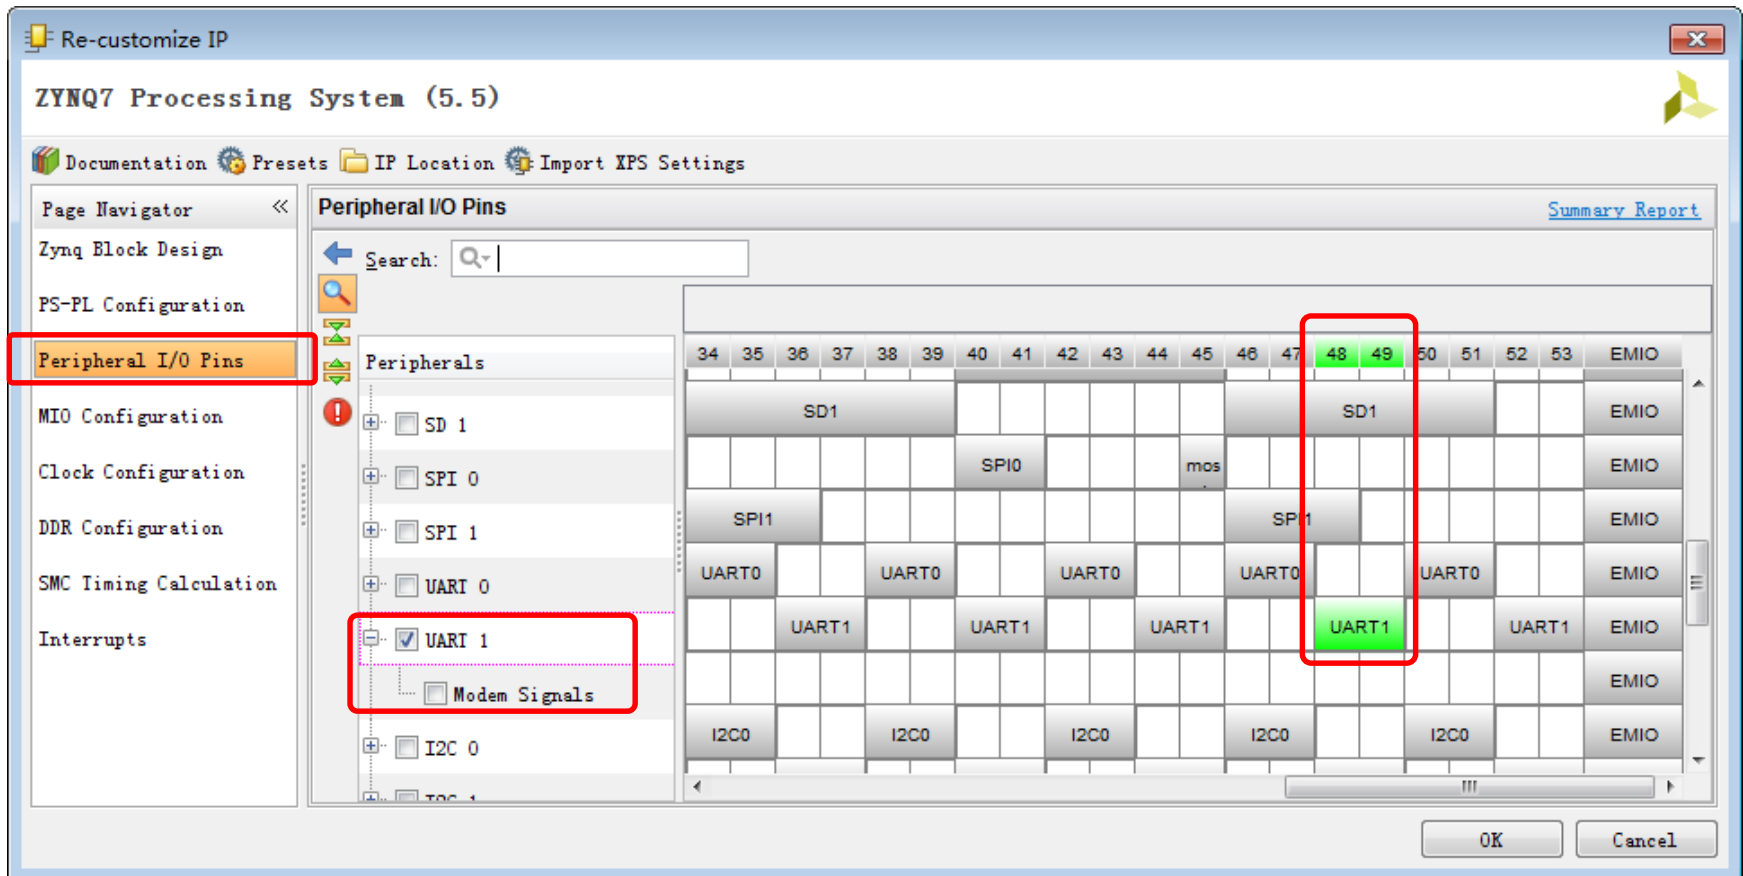 Re-customize IP
ZYNQ7 Processing System (5.5)
Documentation Presets IP Location Import XPS Settings
Page Navigator «
Zynq Block Design
PS-PL Configuration
Peripheral I/O Pins
MIO Configuration
Clock Configuration
DDR Configuration
SMC Timing Calculation
Interrupts
Peripheral I/O Pins
Summary Report
Search:
Peripherals
SD 1
SPI 0
SPI 1
UART 0
UART 1
Modem Signals
I2C 0
34 35 36 37 38 39 40 41 42 43 44 45 46 47 48 49 50 51 52 53 EMIO
SD1 SD1 EMIO
SPI0 mos EMIO
SPI1 SPI1 EMIO
UART0 UART0 UART0 UART0 UART0 EMIO
UART1 UART1 UART1 UART1 UART1 EMIO
EMIO
I2C0 I2C0 I2C0 I2C0 I2C0 EMIO
OK Cancel